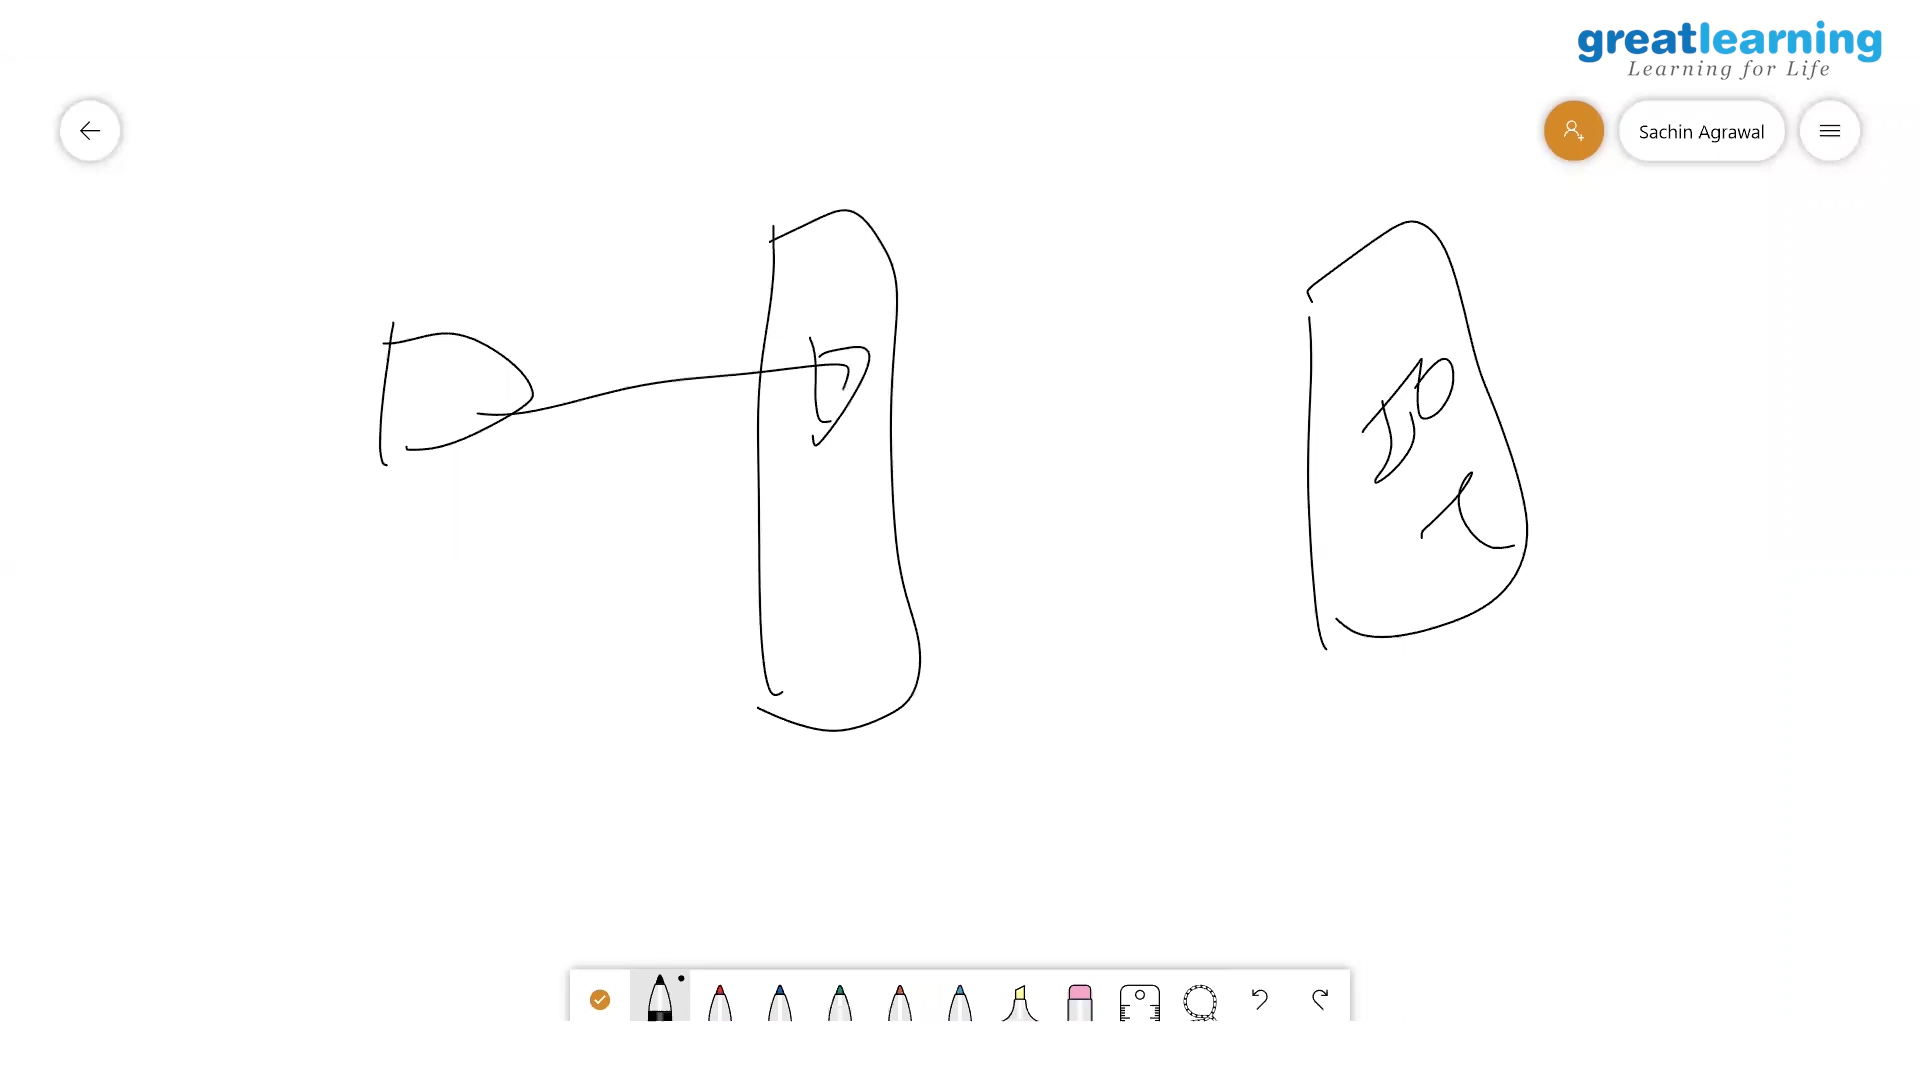 greatlearning
Learning for Life
Sachin Agrawal
D
D